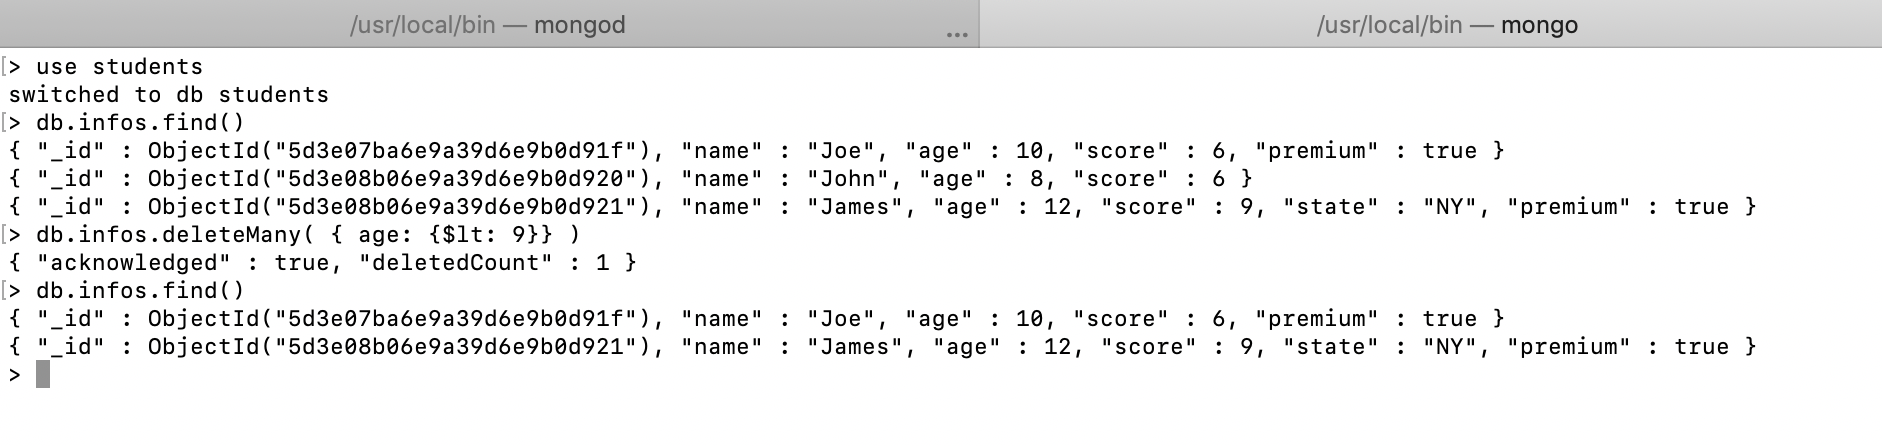 /usr/local/bin — mongod ... /usr/local/bin — mongo
[> use students
switched to db students
[> db.infos.find()
{ "_id" : ObjectId("5d3e07ba6e9a39d6e9b0d91f"), "name" : "Joe", "age" : 10, "score" : 6, "premium" : true }
{ "_id" : ObjectId("5d3e08b06e9a39d6e9b0d920"), "name" : "John", "age" : 8, "score" : 6 }
{ "_id" : ObjectId("5d3e08b06e9a39d6e9b0d921"), "name" : "James", "age" : 12, "score" : 9, "state" : "NY", "premium" : true }
[> db.infos.deleteMany( { age: {$lt: 9}} )
{ "acknowledged" : true, "deletedCount" : 1 }
[> db.infos.find()
{ "_id" : ObjectId("5d3e07ba6e9a39d6e9b0d91f"), "name" : "Joe", "age" : 10, "score" : 6, "premium" : true }
{ "_id" : ObjectId("5d3e08b06e9a39d6e9b0d921"), "name" : "James", "age" : 12, "score" : 9, "state" : "NY", "premium" : true }
>